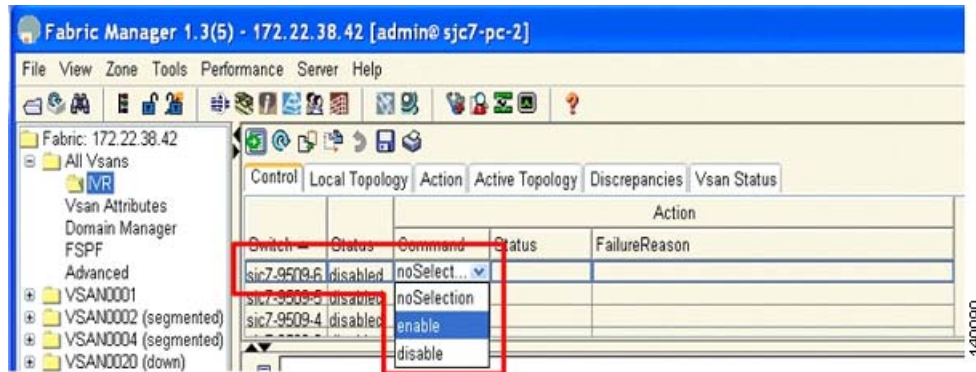 Fabric Manager 1.3(5) - 172.22.38.42 [admin@sjc7-pc-2]
File View Zone Tools Performance Server Help
Fabric: 172.22.38.42
All Vsans
IVR
Vsan Attributes
Domain Manager
FSPF
Advanced
VSAN0001
VSAN0002 (segmented)
VSAN0004 (segmented)
VSAN0020 (down)
Control Local Topology Action Active Topology Discrepancies Vsan Status
Action
Switch Status Command Status FailureReason
sjc7-9509-6 disabled noSelect...
sjc7-9509-5 disabled
sjc7-9509-4 disabled
noSelection
enable
disable